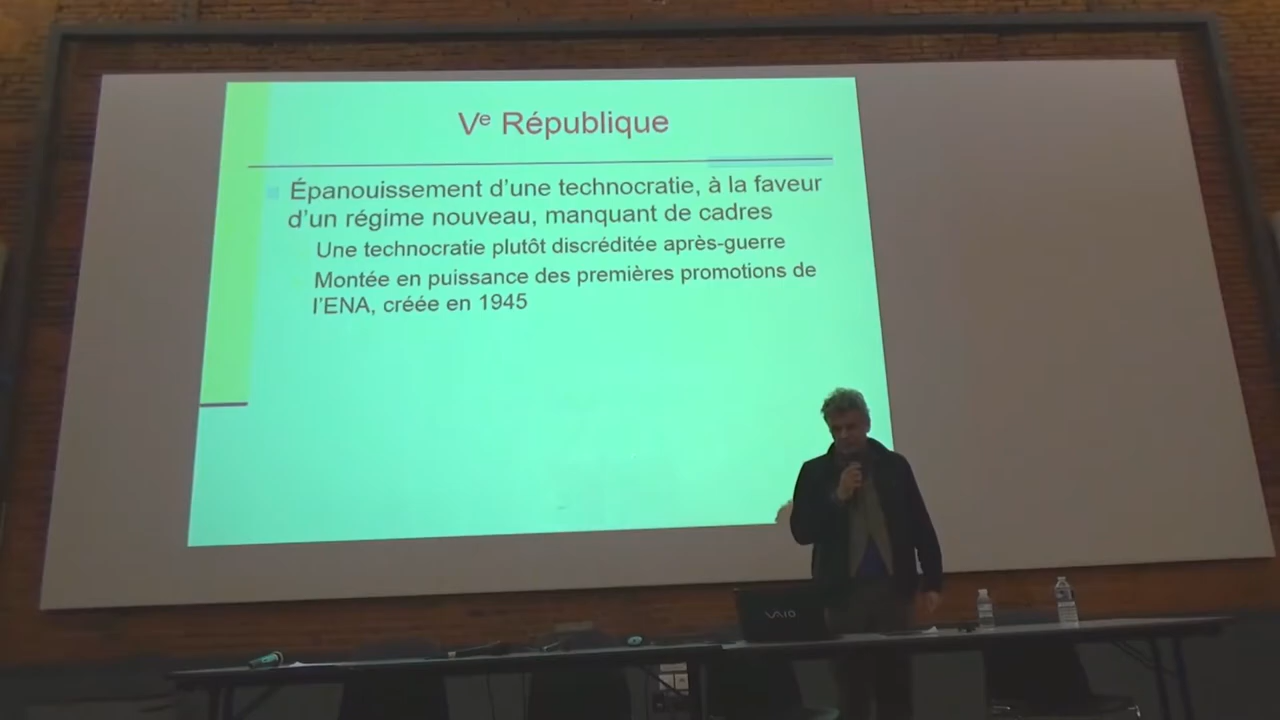 Ve République
Épanouissement d'une technocratie, à la faveur
d'un régime nouveau, manquant de cadres
Une technocratie plutôt discréditée après-guerre
Montée en puissance des premières promotions de
l'ENA, créée en 1945
VAIO